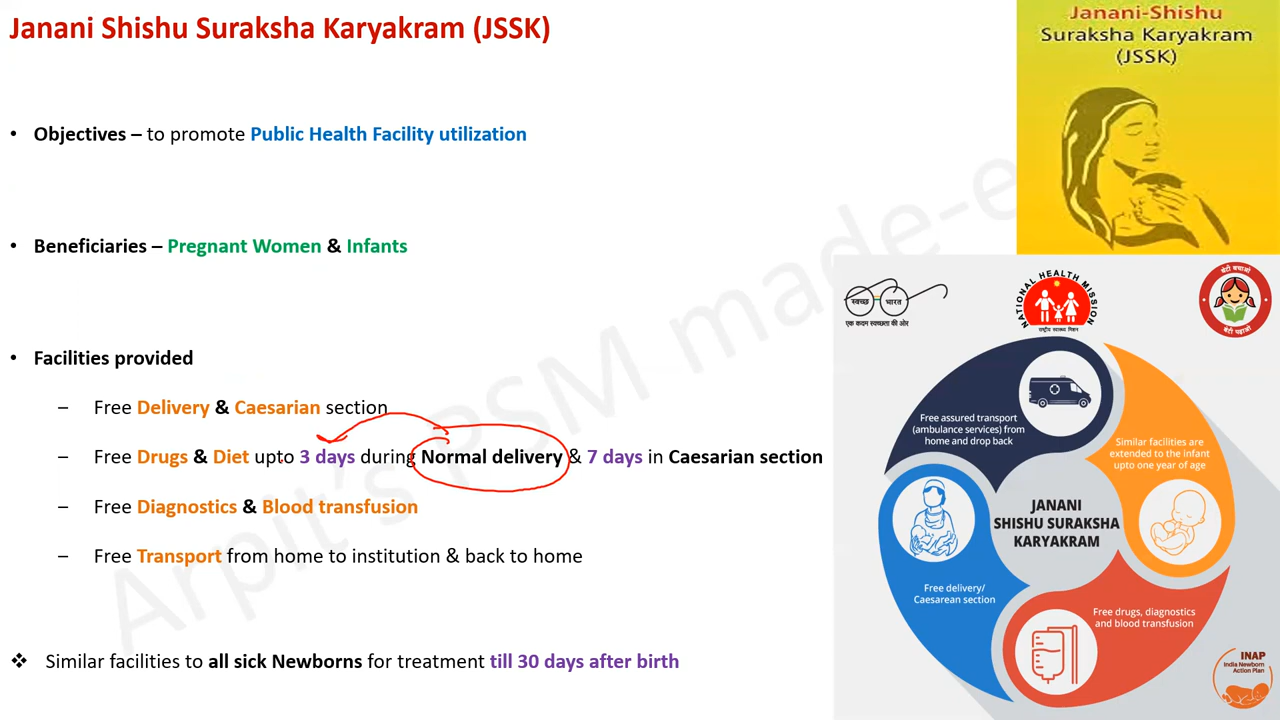 Janani Shishu Suraksha Karyakram (JSSK)
• Objectives – to promote Public Health Facility utilization
• Beneficiaries – Pregnant Women & Infants
• Facilities provided
– Free Delivery & Caesarian section
– Free Drugs & Diet upto 3 days during Normal delivery & 7 days in Caesarian section
– Free Diagnostics & Blood transfusion
– Free Transport from home to institution & back to home
❖ Similar facilities to all sick Newborns for treatment till 30 days after birth
Arpit's PSM made-e
Janani-Shishu
Suraksha Karyakram
(JSSK)
स्वच्छ भारत
एक कदम स्वच्छता की ओर
NATIONAL HEALTH MISSION
राष्ट्रीय स्वास्थ्य मिशन
बेटी बचाओ
बेटी पढ़ाओ
Free assured transport
(ambulance services) from
home and drop back
Similar facilities are
extended to the infant
upto one year of age
JANANI
SHISHU SURAKSHA
KARYAKRAM
Free delivery/
Caesarean section
Free drugs, diagnostics
and blood transfusion
INAP
India Newborn
Action Plan